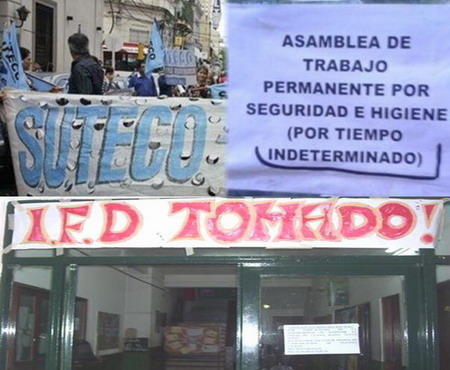 SUTECO
ASAMBLEA DE
TRABAJO
PERMANENTE POR
SEGURIDAD E HIGIENE
(POR TIEMPO
INDETERMINADO)
I.F.D TOMADO!